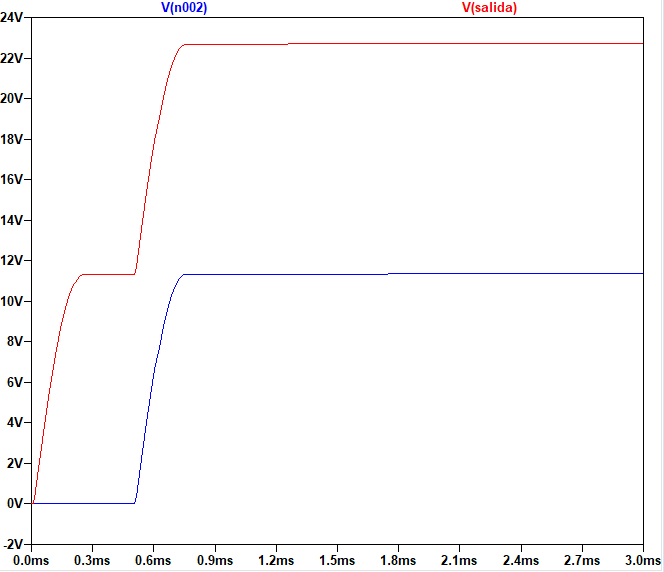 V(n002) V(salida)
24V
22V
20V
18V
16V
14V
12V
10V
8V
6V
4V
2V
0V
-2V
0.0ms 0.3ms 0.6ms 0.9ms 1.2ms 1.5ms 1.8ms 2.1ms 2.4ms 2.7ms 3.0ms